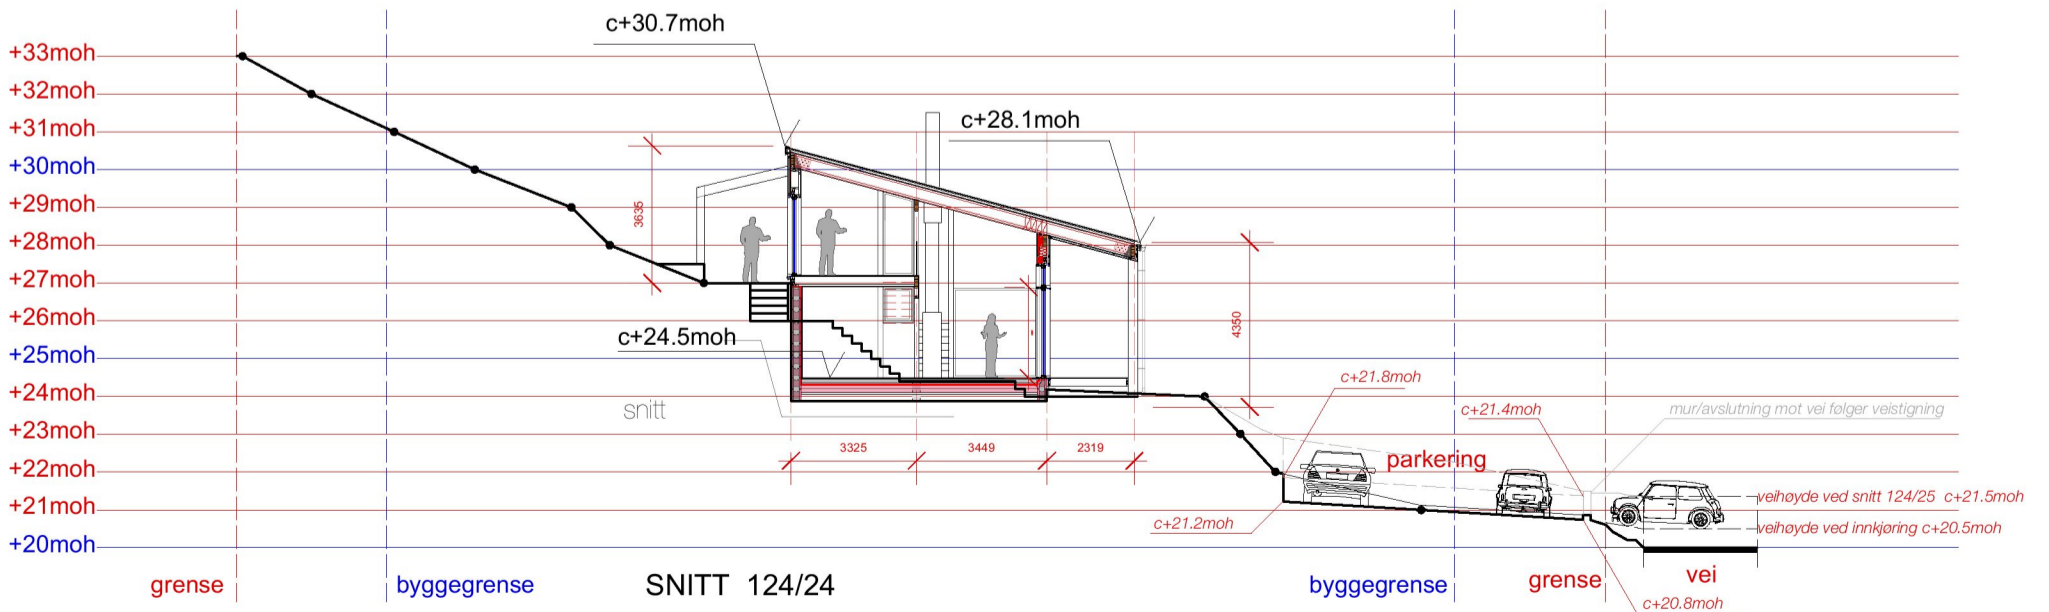 c+30.7moh
+33moh
+32moh
+31moh
c+28.1moh
+30moh
+29moh
3635
+28moh
+27moh
+26moh
4350
c+24.5moh
+25moh
c+21.8moh
+24moh
snitt
c+21.4moh
mur/avslutning mot vei følger veistigning
+23moh
3325
3449
2319
+22moh
parkering
+21moh
veihøyde ved snitt 124/25 c+21.5moh
c+21.2moh
veihøyde ved innkjøring c+20.5moh
+20moh
grense
byggegrense
SNITT 124/24
byggegrense
grense
vei
c+20.8moh